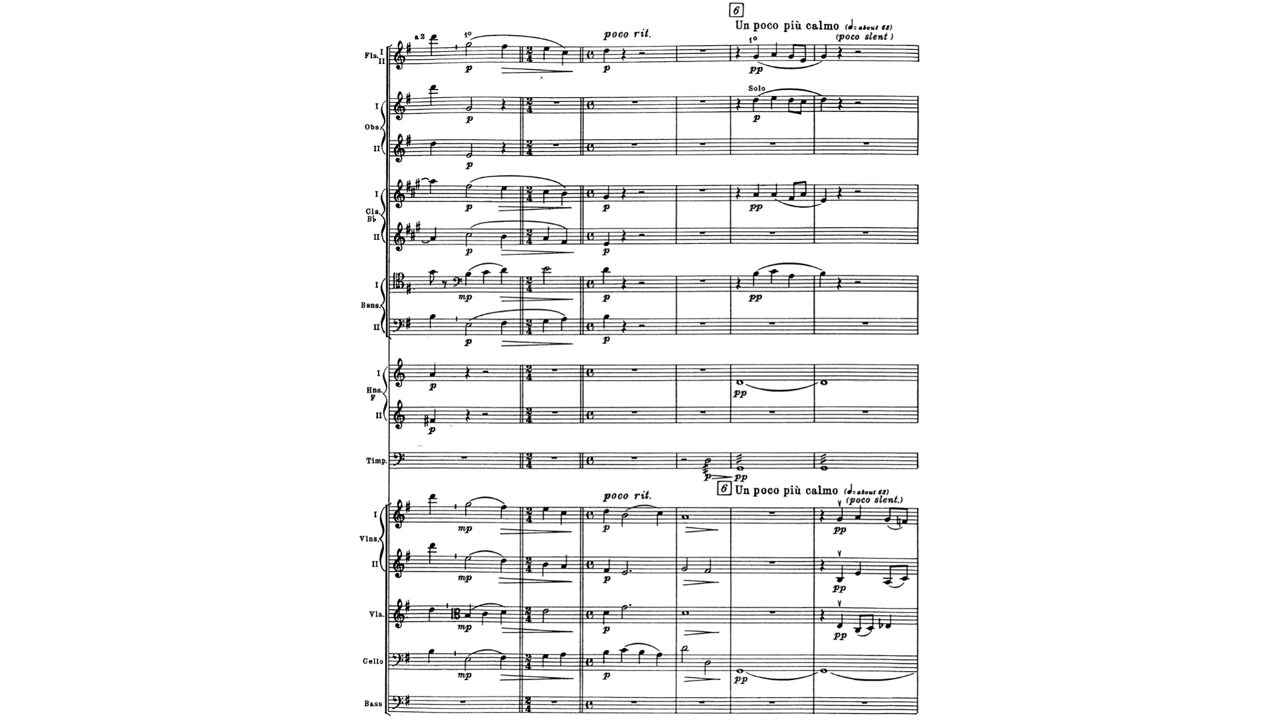 6
Un poco più calmo (𝅗𝅥= about 62)
a 2 1º poco rit. 1º (poco slent)
Fls. I
II
p p pp
Solo
I
p p
Obs.
II
p
I
p p pp
Cls.
B♭
II
p p
I
mp p pp
Bsns.
II
p p
I
p pp
Hns.
F
II
p
Timp.
p pp
6 Un poco più calmo (𝅗𝅥= about 62)
poco rit. (poco slent.)
I
mp p pp
Vlns.
II
mp p pp
Vla.
mp p pp
Cello
mp p pp
Bass